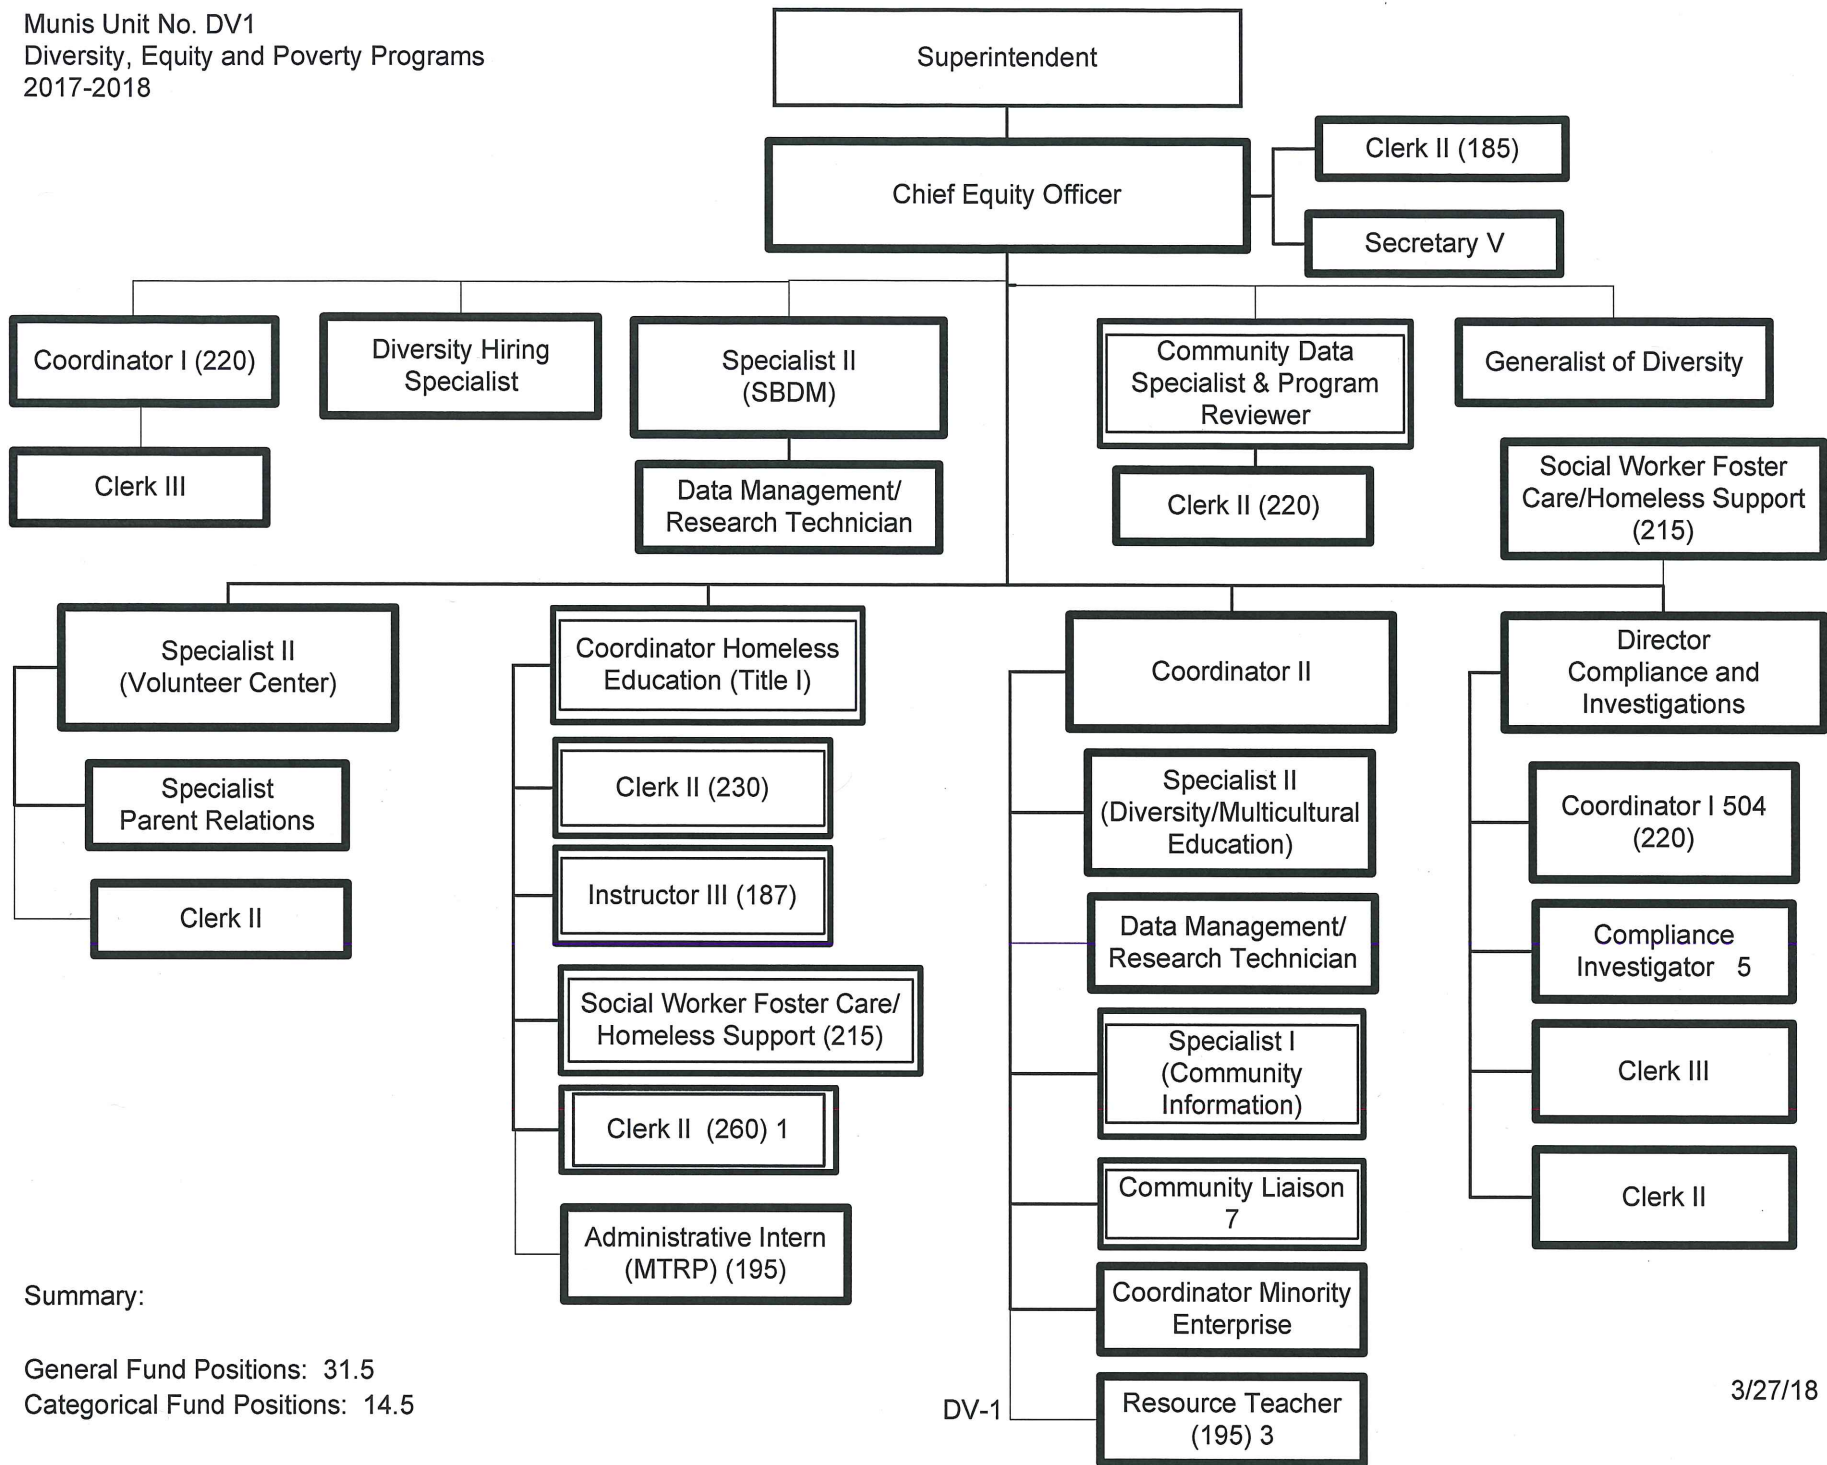 Munis Unit No. DV1
Diversity, Equity and Poverty Programs
2017-2018
Superintendent
Chief Equity Officer
Clerk II (185)
Secretary V
Coordinator I (220)
Clerk III
Diversity Hiring
Specialist
Specialist II
(SBDM)
Data Management/
Research Technician
Community Data
Specialist & Program
Reviewer
Clerk II (220)
Generalist of Diversity
Social Worker Foster
Care/Homeless Support
(215)
Specialist II
(Volunteer Center)
Specialist
Parent Relations
Clerk II
Coordinator Homeless
Education (Title I)
Clerk II (230)
Instructor III (187)
Social Worker Foster Care/
Homeless Support (215)
Clerk II (260) 1
Administrative Intern
(MTRP) (195)
Coordinator II
Specialist II
(Diversity/Multicultural
Education)
Data Management/
Research Technician
Specialist I
(Community
Information)
Community Liaison
7
Coordinator Minority
Enterprise
Resource Teacher
(195) 3
Director
Compliance and
Investigations
Coordinator I 504
(220)
Compliance
Investigator 5
Clerk III
Clerk II
Summary:
General Fund Positions: 31.5
Categorical Fund Positions: 14.5
DV-1
3/27/18